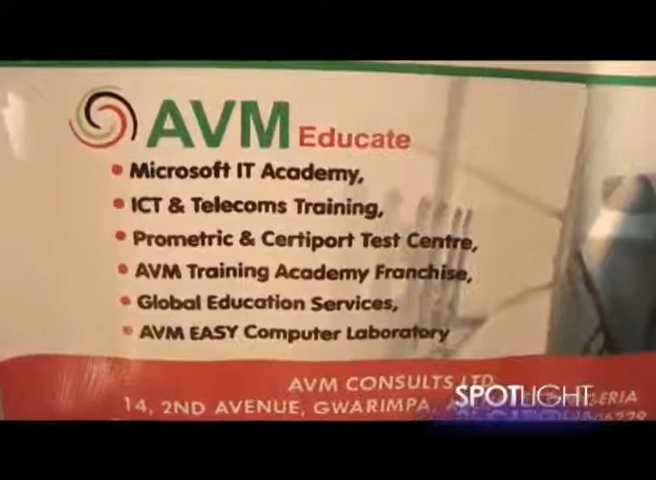 AVM Educate
Microsoft IT Academy,
ICT & Telecoms Training,
Prometric & Certiport Test Centre,
AVM Training Academy Franchise,
Global Education Services,
AVM EASY Computer Laboratory
AVM CONSULTS LTD
14, 2ND AVENUE, GWARIMPA,
SPOTLIGHT